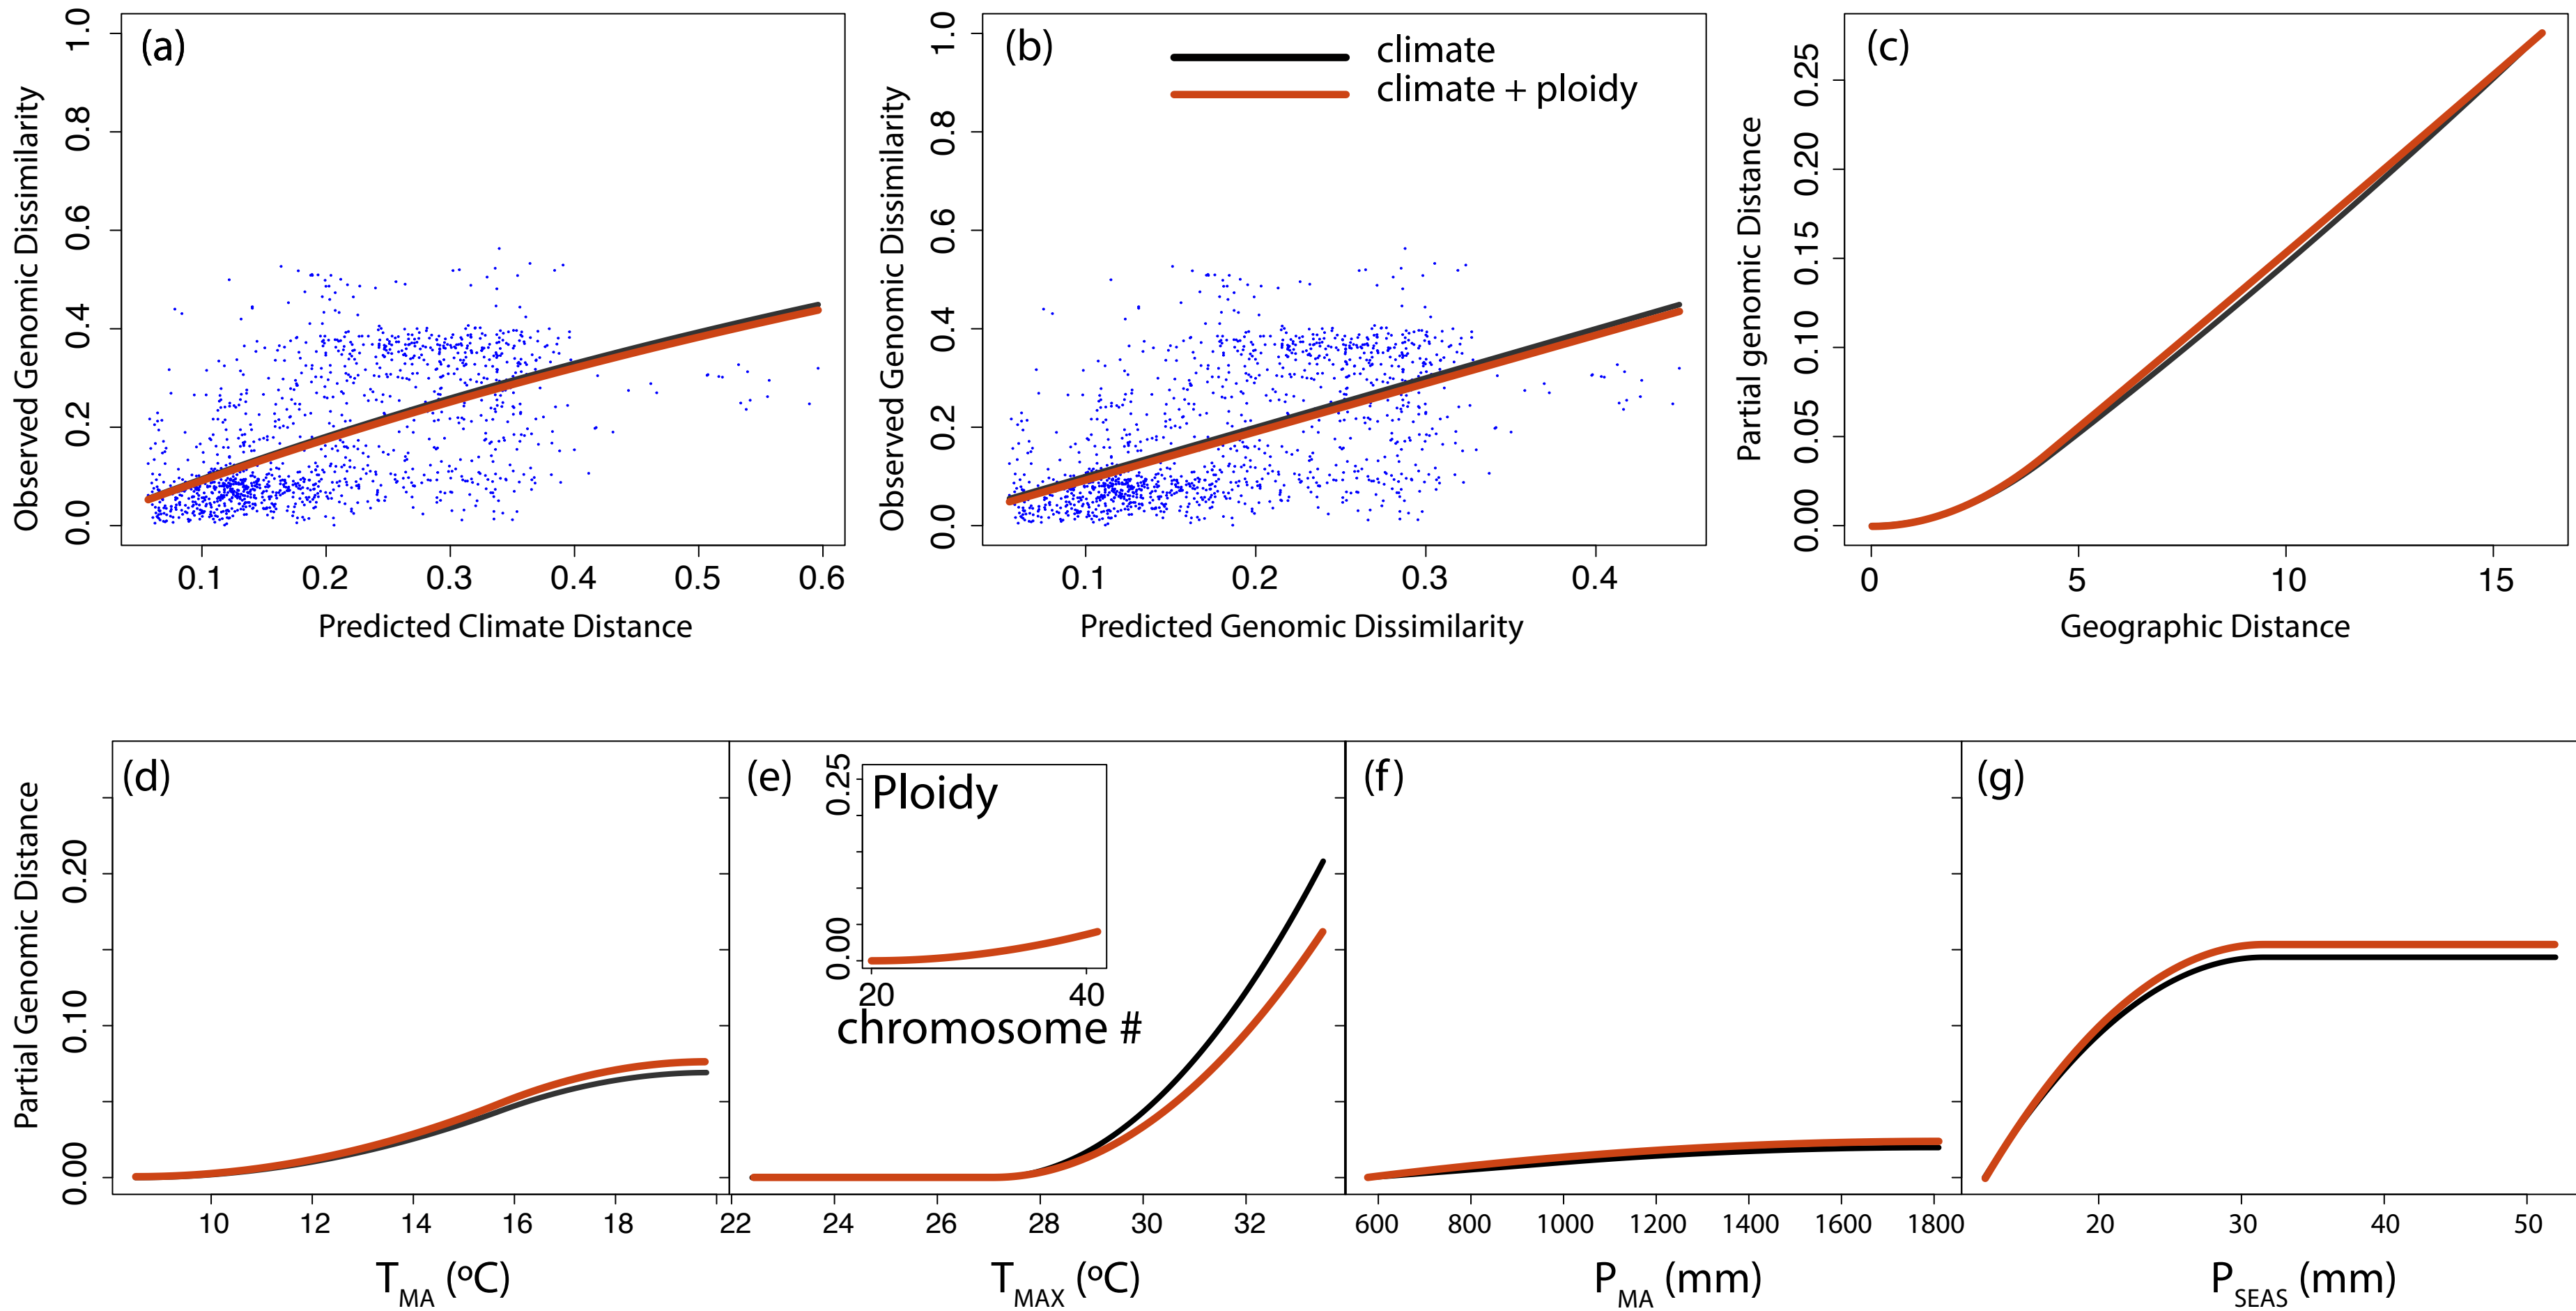 (a)
Observed Genomic Dissimilarity
1.0
0.8
0.6
0.4
0.2
0.0
0.1 0.2 0.3 0.4 0.5 0.6
Predicted Climate Distance
(b)
climate
climate + ploidy
Observed Genomic Dissimilarity
1.0
0.8
0.6
0.4
0.2
0.0
0.1 0.2 0.3 0.4
Predicted Genomic Dissimilarity
(c)
Partial genomic Distance
0.25
0.20
0.15
0.10
0.05
0.00
0 5 10 15
Geographic Distance
(d)
Partial Genomic Distance
0.20
0.10
0.00
10 12 14 16 18
TMA (ºC)
(e)
Ploidy
0.25
0.00
20 40
chromosome #
22 24 26 28 30 32
TMAX (ºC)
(f)
600 800 1000 1200 1400 1600 1800
PMA (mm)
(g)
20 30 40 50
PSEAS (mm)